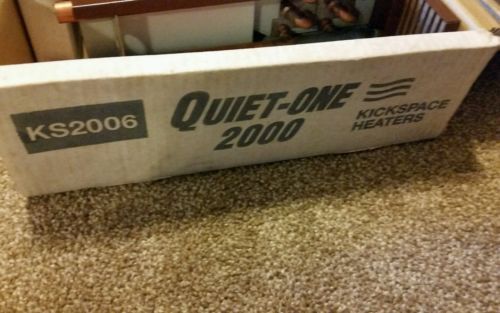 KS2006
QUIET-ONE
2000
KICKSPACE
HEATERS